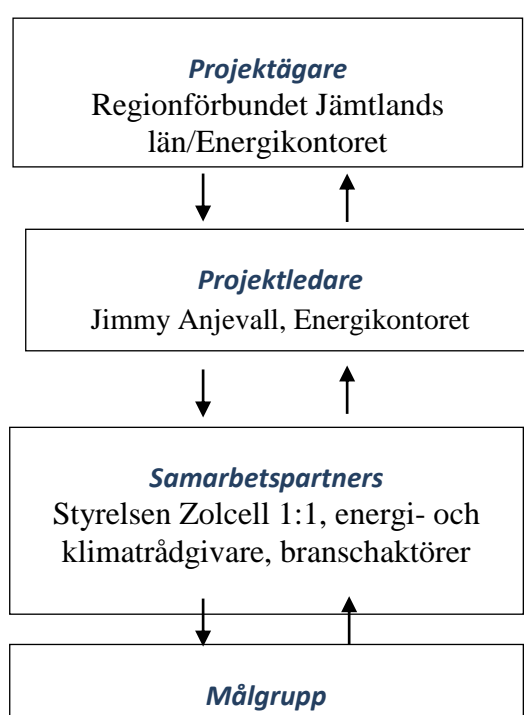 Projektägare
Regionförbundet Jämtlands
län/Energikontoret
Projektledare
Jimmy Anjevall, Energikontoret
Samarbetspartners
Styrelsen Zolcell 1:1, energi- och
klimatrådgivare, branschaktörer
Målgrupp